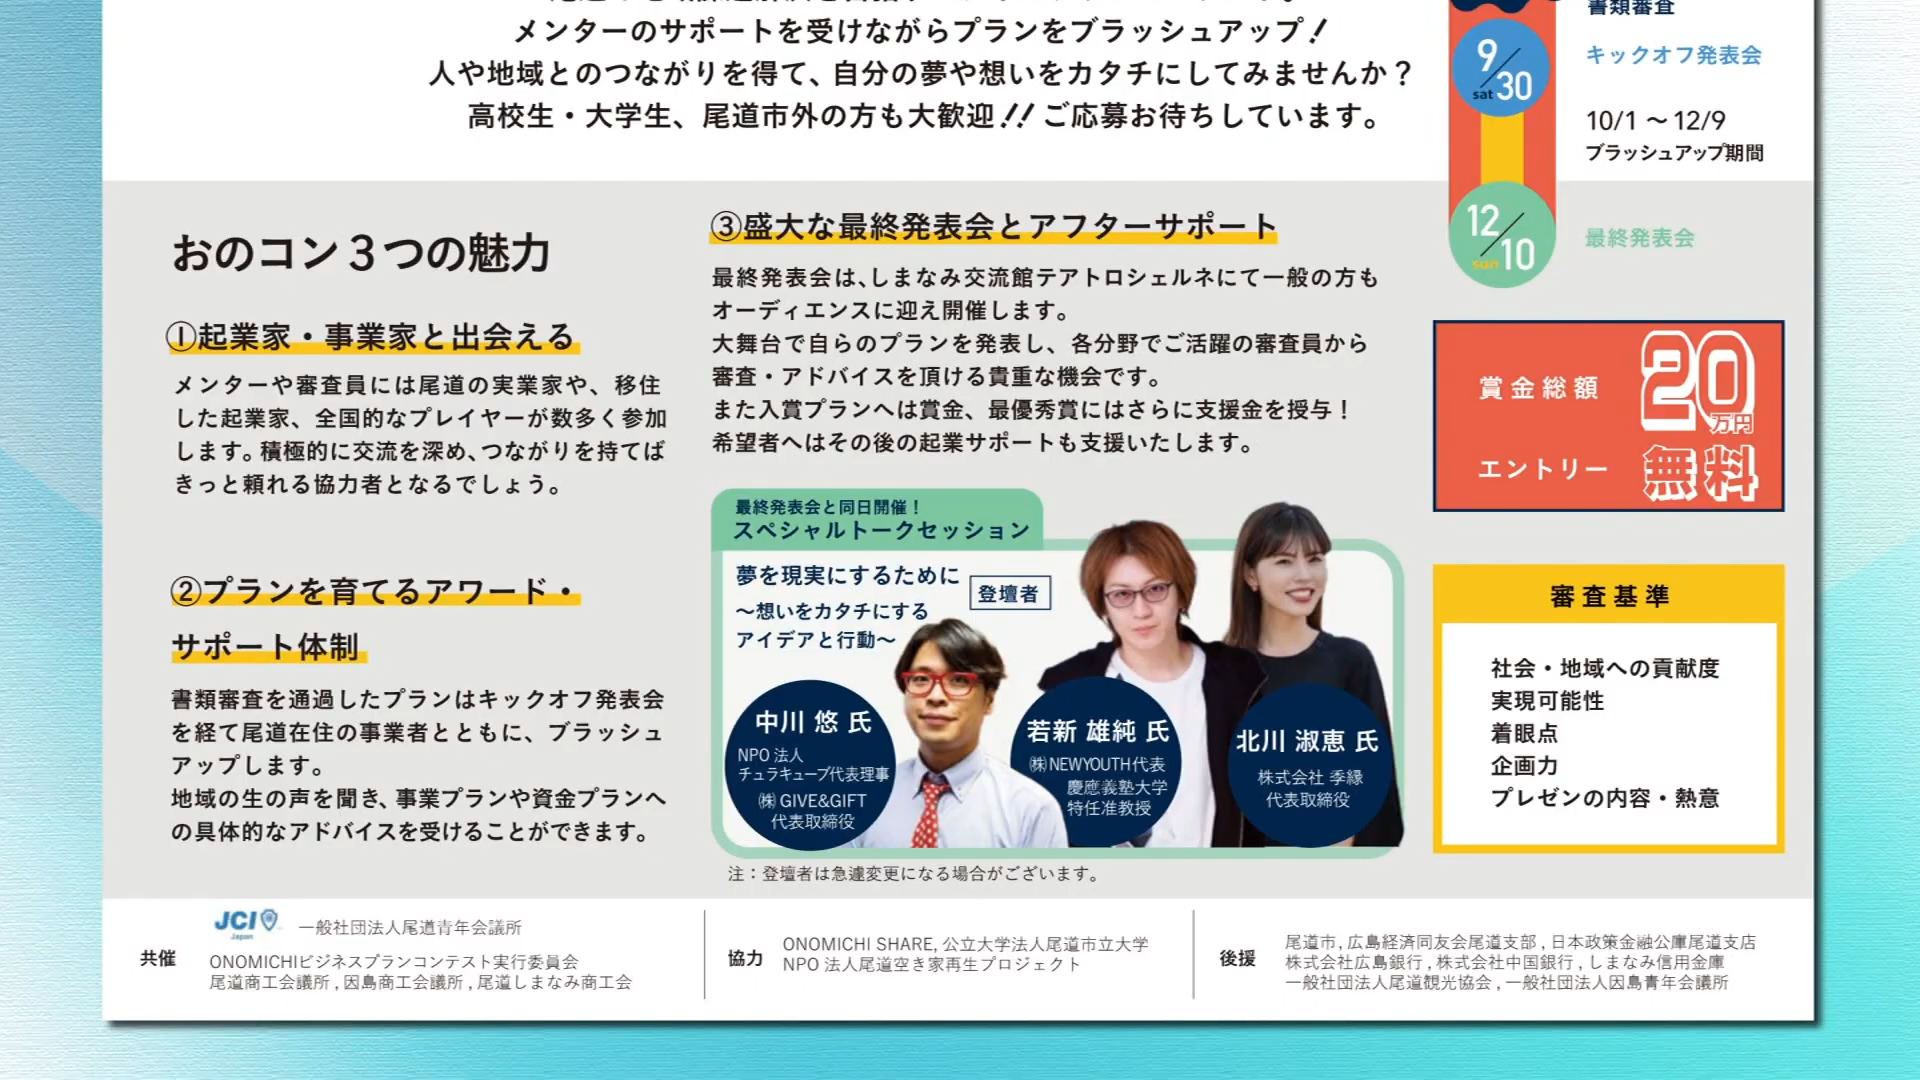 メンターのサポートを受けながらプランをブラッシュアップ！
人や地域とのつながりを得て、自分の夢や想いをカタチにしてみませんか？
高校生・大学生、尾道市外の方も大歓迎！！ご応募お待ちしています。
書類審査
9/30
sat
キックオフ発表会
10/1 〜 12/9
ブラッシュアップ期間
12/10
sun
最終発表会
おのコン３つの魅力
①起業家・事業家と出会える
メンターや審査員には尾道の実業家や、移住
した起業家、全国的なプレイヤーが数多く参加
します。積極的に交流を深め、つながりを持てば
きっと頼れる協力者となるでしょう。
②プランを育てるアワード・
サポート体制
書類審査を通過したプランはキックオフ発表会
を経て尾道在住の事業者とともに、ブラッシュ
アップします。
地域の生の声を聞き、事業プランや資金プランへ
の具体的なアドバイスを受けることができます。
③盛大な最終発表会とアフターサポート
最終発表会は、しまなみ交流館テアトロシェルネにて一般の方も
オーディエンスに迎え開催します。
大舞台で自らのプランを発表し、各分野でご活躍の審査員から
審査・アドバイスを頂ける貴重な機会です。
また入賞プランへは賞金、最優秀賞にはさらに支援金を授与！
希望者へはその後の起業サポートも支援いたします。
最終発表会と同日開催！
スペシャルトークセッション
夢を現実にするために
〜想いをカタチにする
アイデアと行動〜
登壇者
中川 悠 氏
NPO 法人
チュラキューブ代表理事
㈱ GIVE&GIFT
代表取締役
若新 雄純 氏
㈱ NEWYOUTH代表
慶應義塾大学
特任准教授
北川 淑恵 氏
株式会社 季縁
代表取締役
注：登壇者は急遽変更になる場合がございます。
賞金総額 20万円
エントリー 無料
審査基準
社会・地域への貢献度
実現可能性
着眼点
企画力
プレゼンの内容・熱意
共催
JCI
Japan
一般社団法人尾道青年会議所
ONOMICHIビジネスプランコンテスト実行委員会
尾道商工会議所 , 因島商工会議所 , 尾道しまなみ商工会
協力
ONOMICHI SHARE, 公立大学法人尾道市立大学
NPO 法人尾道空き家再生プロジェクト
後援
尾道市 , 広島経済同友会尾道支部 , 日本政策金融公庫尾道支店
株式会社広島銀行 , 株式会社中国銀行 , しまなみ信用金庫
一般社団法人尾道観光協会 , 一般社団法人因島青年会議所